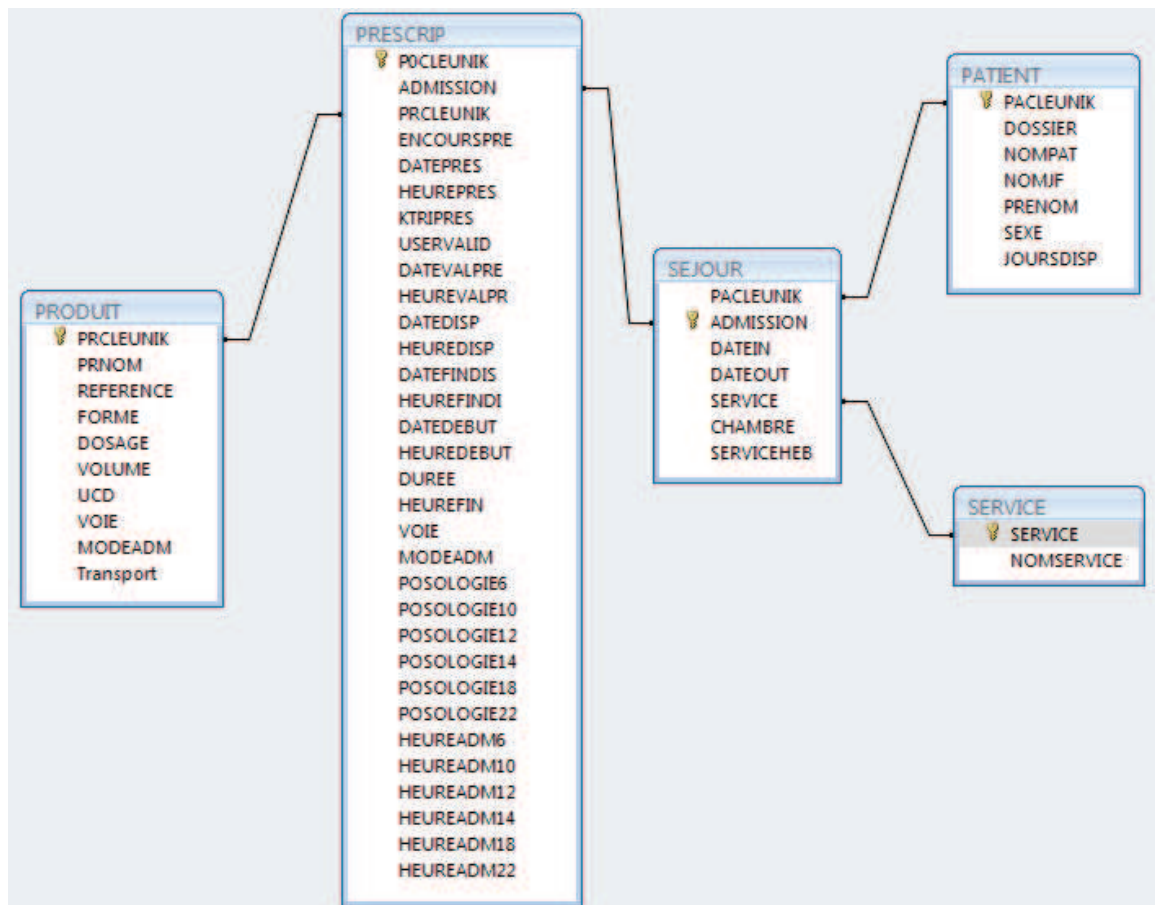 PRESCRIP
P0CLEUNIK
ADMISSION
PRCLEUNIK
ENCOURSPRE
DATEPRES
HEUREPRES
KTRIPRES
USERVALID
DATEVALPRE
HEUREVALPR
DATEDISP
HEUREDISP
DATEFINDIS
HEUREFINDI
DATEDEBUT
HEUREDEBUT
DUREE
HEUREFIN
VOIE
MODEADM
POSOLOGIE6
POSOLOGIE10
POSOLOGIE12
POSOLOGIE14
POSOLOGIE18
POSOLOGIE22
HEUREADM6
HEUREADM10
HEUREADM12
HEUREADM14
HEUREADM18
HEUREADM22
PATIENT
PACLEUNIK
DOSSIER
NOMPAT
NOMJF
PRENOM
SEXE
JOURSDISP
SEJOUR
PACLEUNIK
ADMISSION
DATEIN
DATEOUT
SERVICE
CHAMBRE
SERVICEHEB
PRODUIT
PRCLEUNIK
PRNOM
REFERENCE
FORME
DOSAGE
VOLUME
UCD
VOIE
MODEADM
Transport
SERVICE
SERVICE
NOMSERVICE